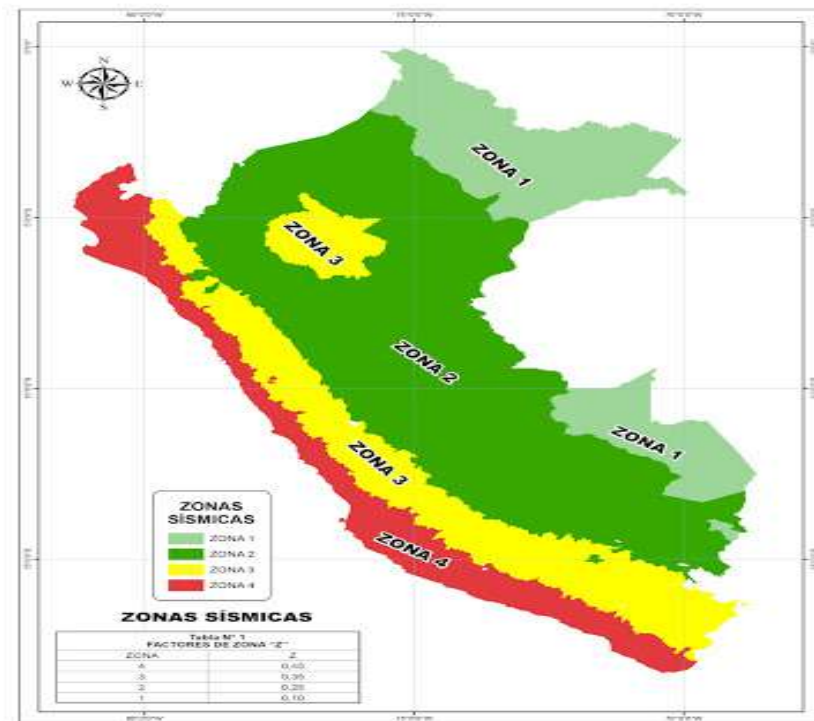 N
W
E
S
ZONA 1
ZONA 3
ZONA 2
ZONA 1
ZONA 3
ZONA 4
ZONAS
SÍSMICAS
ZONA 1
ZONA 2
ZONA 3
ZONA 4
ZONAS SÍSMICAS
Tabla N° 1
FACTORES DE ZONA "Z"
ZONA Z
4 0,45
3 0,35
2 0,25
1 0,10